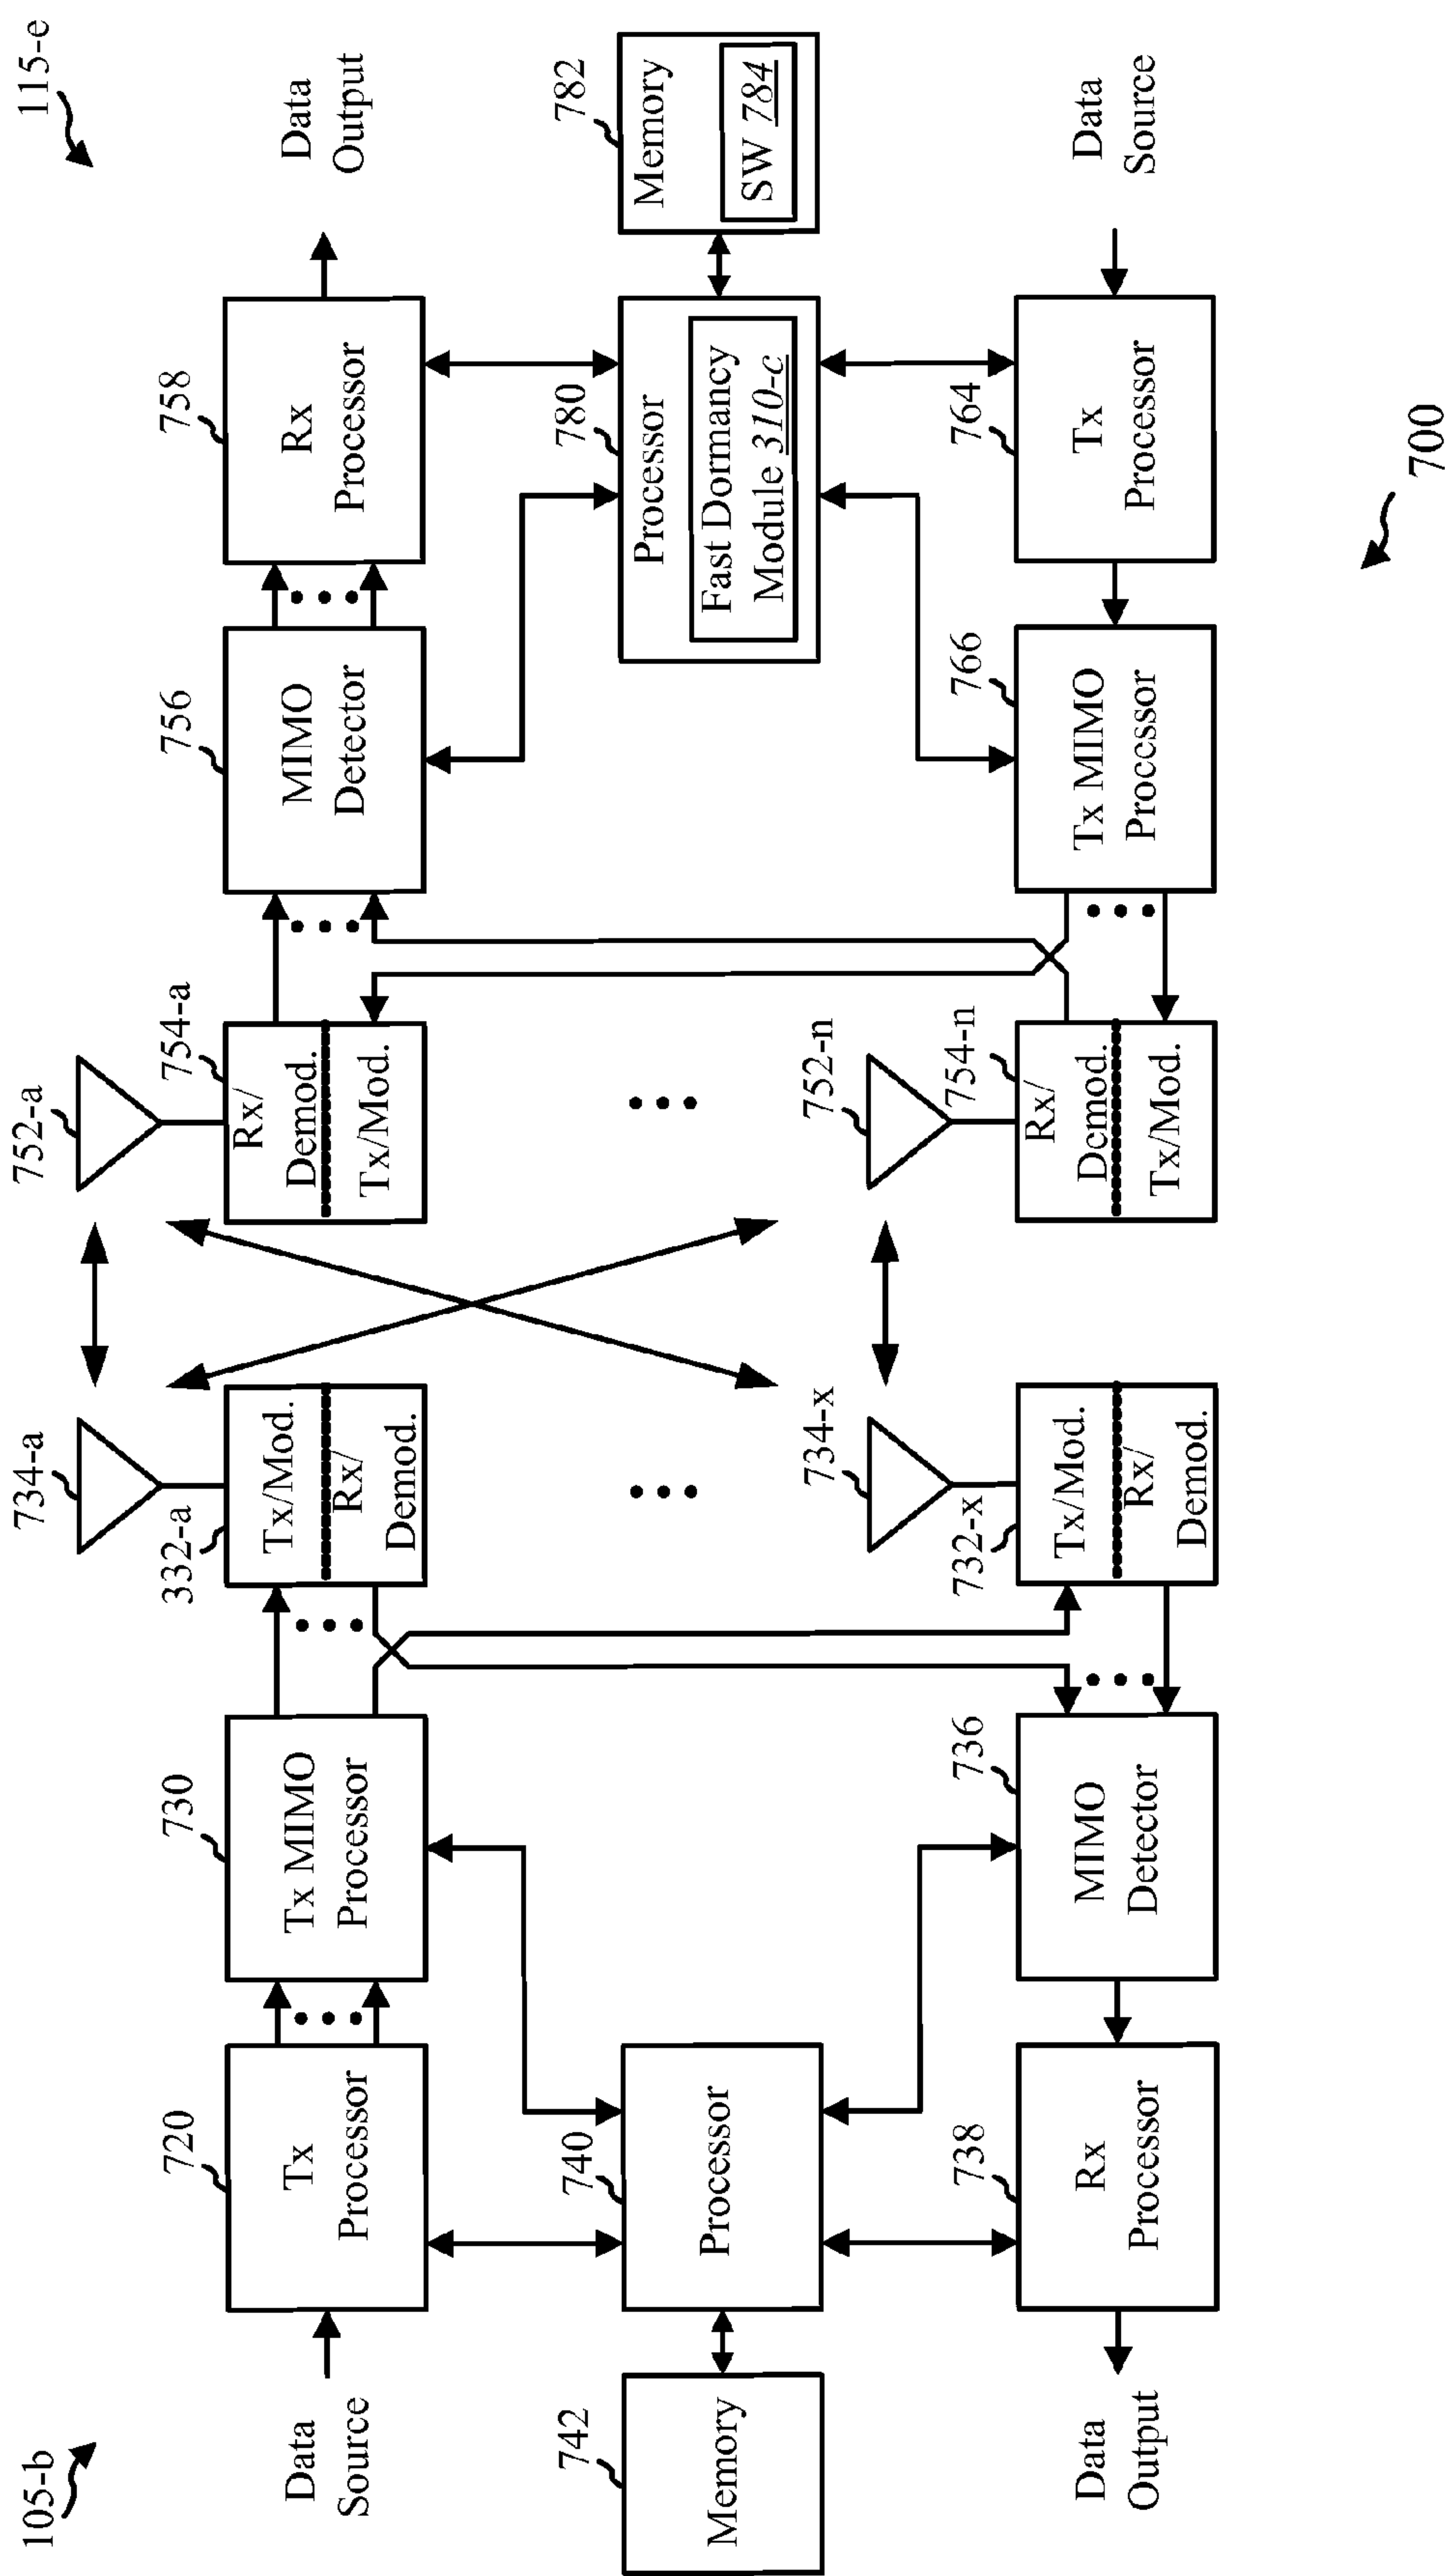 105-b
115-e
734-a
752-a
720
730
332-a
754-a
756
758
Data
Source
Tx
Processor
Tx MIMO
Processor
Tx/Mod.
Rx/
Demod.
Rx/
Demod.
Tx/Mod.
MIMO
Detector
Rx
Processor
Data
Output
742
740
780
782
Memory
Processor
Processor
Fast Dormancy
Module 310-c
Memory
SW 784
734-x
752-n
738
736
732-x
754-n
766
764
Data
Output
Rx
Processor
MIMO
Detector
Tx/Mod.
Rx/
Demod.
Rx/
Demod.
Tx/Mod.
Tx MIMO
Processor
Tx
Processor
Data
Source
700